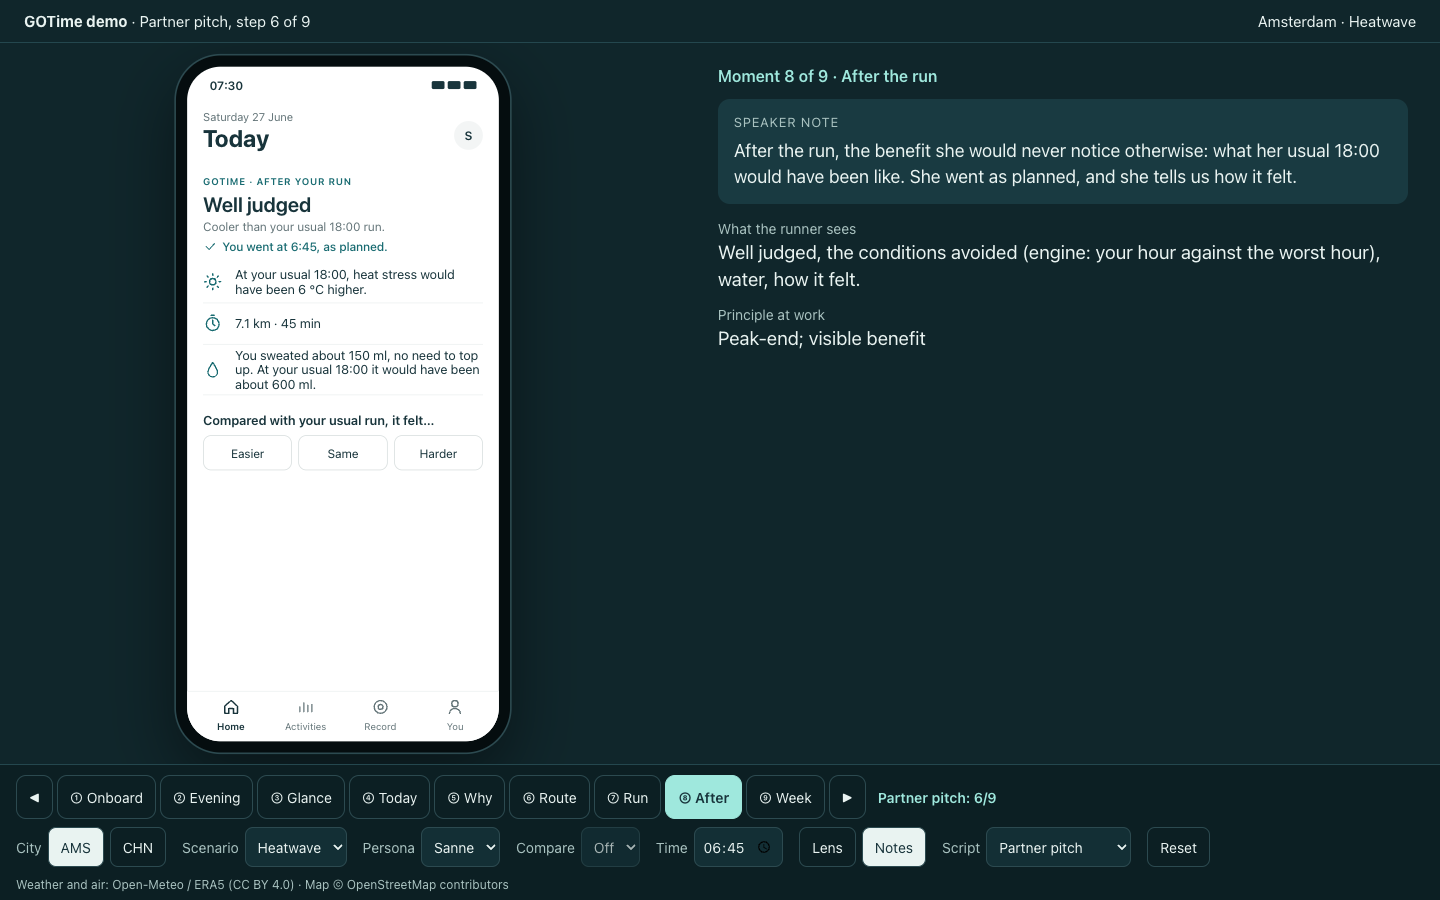 GOTime demo · Partner pitch, step 6 of 9
Amsterdam · Heatwave
07:30
Saturday 27 June
Today
S
GOTIME · AFTER YOUR RUN
Well judged
Cooler than your usual 18:00 run.
You went at 6:45, as planned.
At your usual 18:00, heat stress would
have been 6 °C higher.
7.1 km · 45 min
You sweated about 150 ml, no need to top
up. At your usual 18:00 it would have been
about 600 ml.
Compared with your usual run, it felt...
Easier
Same
Harder
Home
Activities
Record
You
Moment 8 of 9 · After the run
SPEAKER NOTE
After the run, the benefit she would never notice otherwise: what her usual 18:00
would have been like. She went as planned, and she tells us how it felt.
What the runner sees
Well judged, the conditions avoided (engine: your hour against the worst hour),
water, how it felt.
Principle at work
Peak-end; visible benefit
◀ ① Onboard ② Evening ③ Glance ④ Today ⑤ Why ⑥ Route ⑦ Run ⑧ After ⑨ Week ▶ Partner pitch: 6/9
City AMS CHN Scenario Heatwave Persona Sanne Compare Off Time 06:45 Lens Notes Script Partner pitch Reset
Weather and air: Open-Meteo / ERA5 (CC BY 4.0) · Map © OpenStreetMap contributors